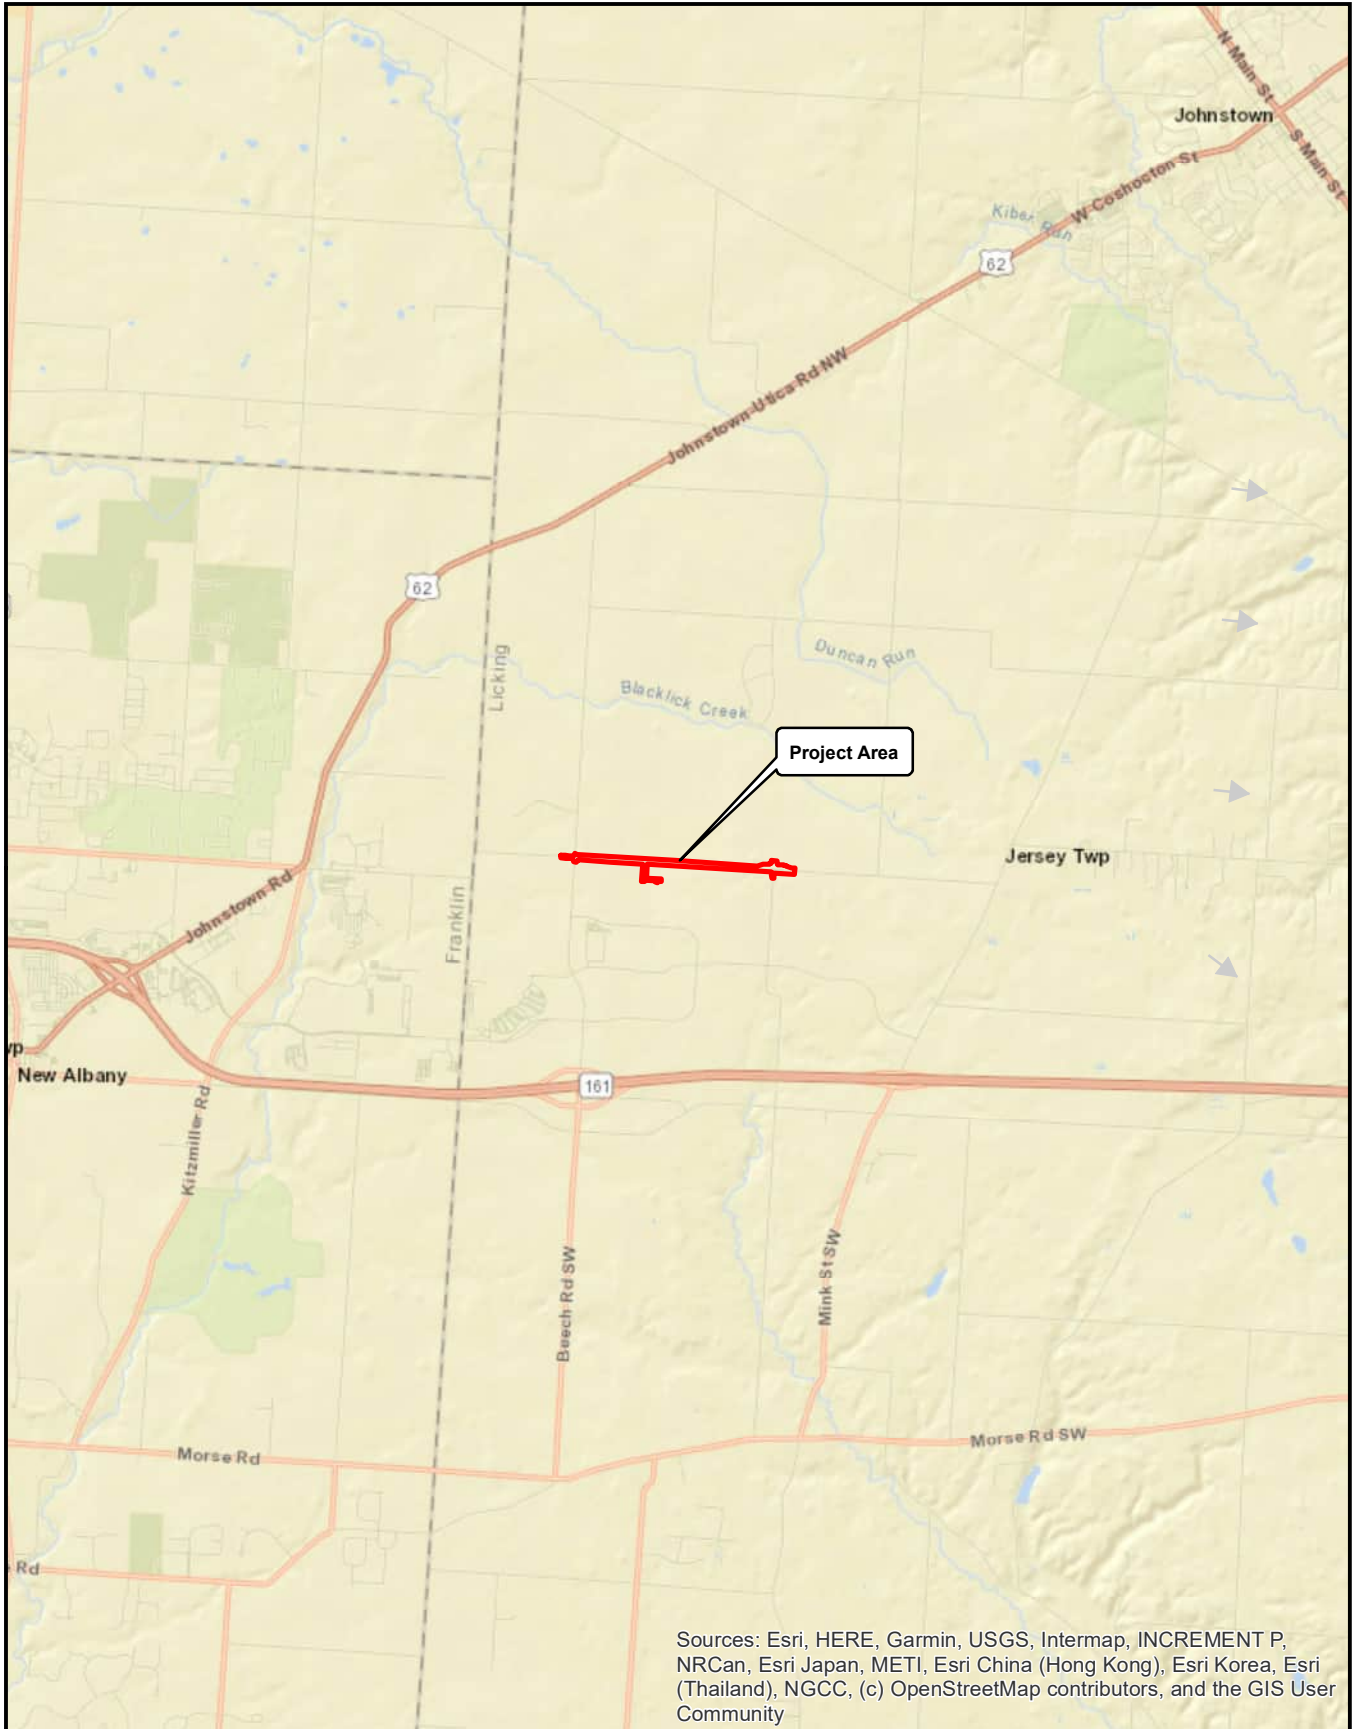 N Main St
Johnstown
S Main St
W Coshocton St
Kiber Run
62
Johnstown-Utica Rd NW
62
Licking
Duncan Run
Blacklick Creek
Project Area
Jersey Twp
Johnstown Rd
Franklin
New Albany
161
Kitzmiller Rd
Beech Rd SW
Mink St SW
Morse Rd
Morse Rd SW
Rd
Sources: Esri, HERE, Garmin, USGS, Intermap, INCREMENT P,
NRCan, Esri Japan, METI, Esri China (Hong Kong), Esri Korea, Esri
(Thailand), NGCC, (c) OpenStreetMap contributors, and the GIS User
Community